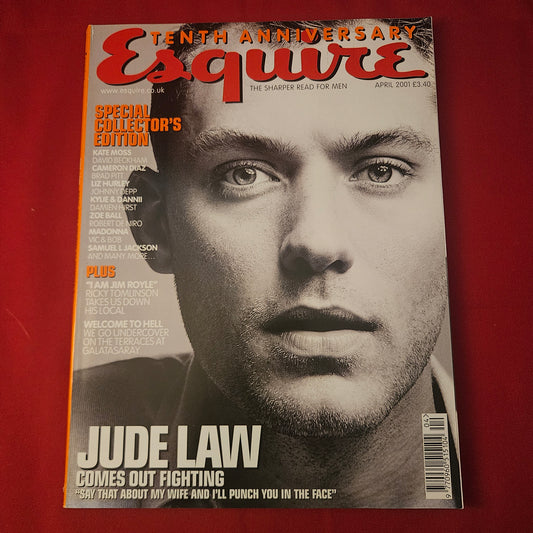 TENTH ANNIVERSARY
Esquire
www.esquire.co.uk
THE SHARPER READ FOR MEN
APRIL 2001 £3.40
SPECIAL
COLLECTOR'S
EDITION
KATE MOSS
DAVID BECKHAM
CAMERON DIAZ
BRAD PITT
LIZ HURLEY
JOHNNY DEPP
KYLIE & DANNII
DAMIEN HIRST
ZOE BALL
ROBERT DE NIRO
MADONNA
VIC & BOB
SAMUEL L JACKSON
AND MANY MORE...
PLUS
"I AM JIM ROYLE"
RICKY TOMLINSON
TAKES US DOWN
HIS LOCAL
WELCOME TO HELL
WE GO UNDERCOVER
ON THE TERRACES AT
GALATASARAY
JUDE LAW
COMES OUT FIGHTING
"SAY THAT ABOUT MY WIFE AND I'LL PUNCH YOU IN THE FACE"
04